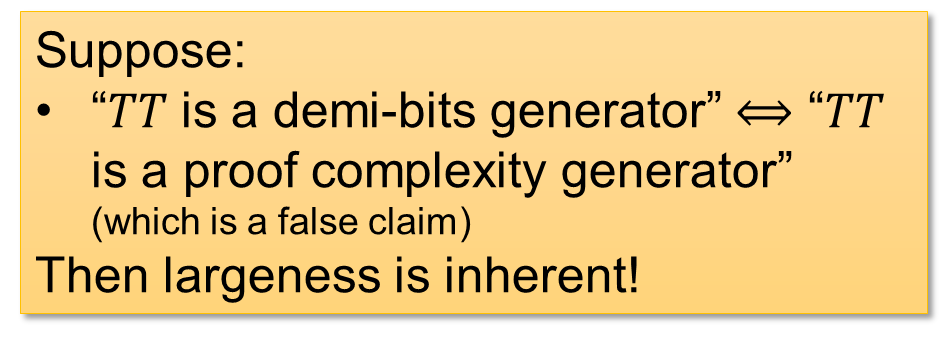 Suppose:
• “TT is a demi-bits generator” ⟺ “TT
is a proof complexity generator”
(which is a false claim)
Then largeness is inherent!